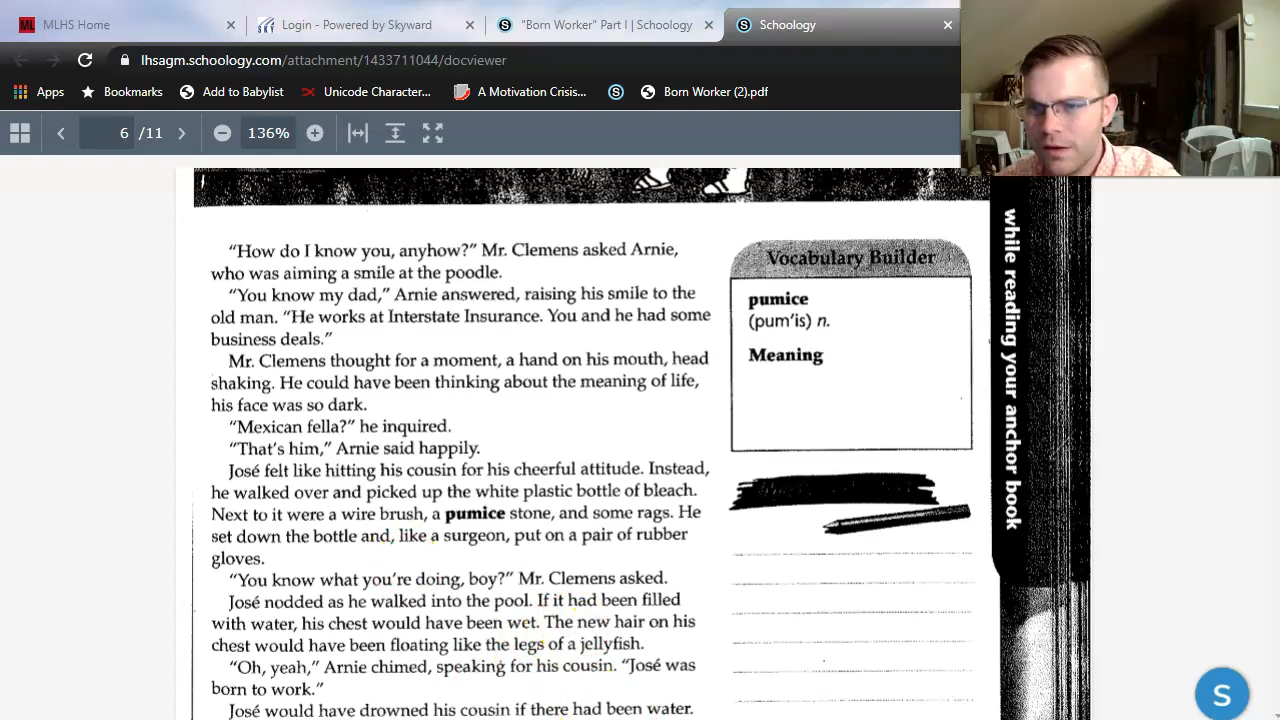 MLHS Home
Login - Powered by Skyward
"Born Worker" Part I | Schoology
Schoology
lhsagm.schoology.com/attachment/1823711044/docviewer
Apps
Bookmarks
Add to Babylist
Unicode Character...
A Motivation Crisis...
Born Worker (2).pdf
6 /11
136%
"How do I know you, anyhow?" Mr. Clemens asked Arnie,
who was aiming a smile at the poodle.
"You know my dad," Arnie answered, raising his smile to the
old man. "He works at Interstate Insurance. You and he had some
business deals."
Mr. Clemens thought for a moment, a hand on his mouth, head
shaking. He could have been thinking about the meaning of life,
his face was so dark.
"Mexican fella?" he inquired.
"That's him," Arnie said happily.
José felt like hitting his cousin for his cheerful attitude. Instead,
he walked over and picked up the white plastic bottle of bleach.
Next to it were a wire brush, a pumice stone, and some rags. He
set down the bottle and, like a surgeon, put on a pair of rubber
gloves.
"You know what you're doing, boy?" Mr. Clemens asked.
José nodded as he walked into the pool. If it had been filled with
water, his chest would have been wet. The new hair on his
chest would have been floating like the legs of a jellyfish.
"Oh, yeah," Arnie chimed, speaking for his cousin. "José was
born to work."
José would have drowned his cousin if there had been water.
Vocabulary Builder
pumice
(pum'is) n.
Meaning
while reading your anchor book
S